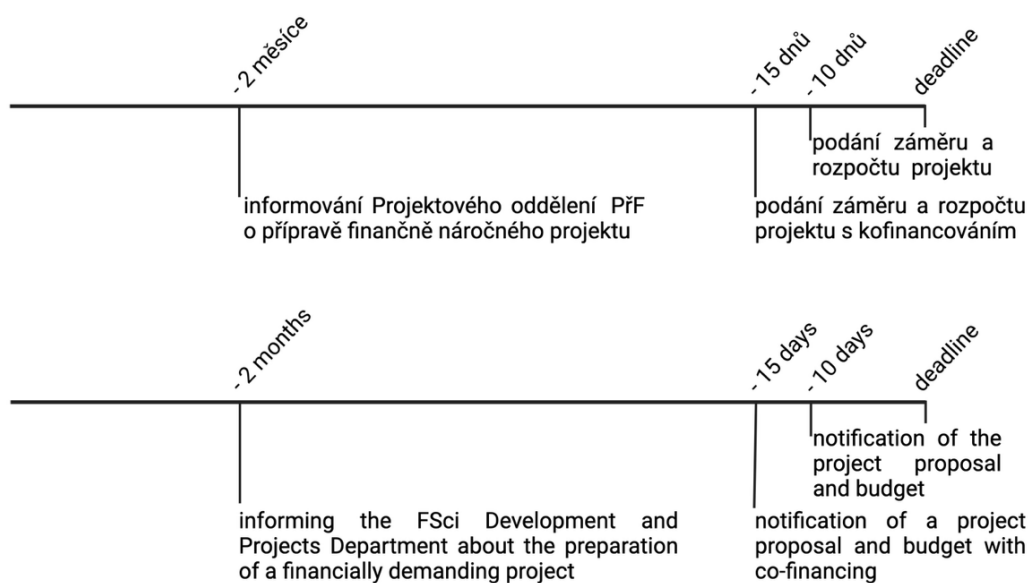 - 2 měsíce
- 15 dnů
- 10 dnů
deadline
podání záměru a
rozpočtu projektu
informování Projektového oddělení PřF
o přípravě finančně náročného projektu
podání záměru a rozpočtu
projektu s kofinancováním
- 2 months
- 15 days
- 10 days
deadline
notification of the
project proposal
and budget
informing the FSci Development and
Projects Department about the preparation
of a financially demanding project
notification of a project
proposal and budget with
co-financing